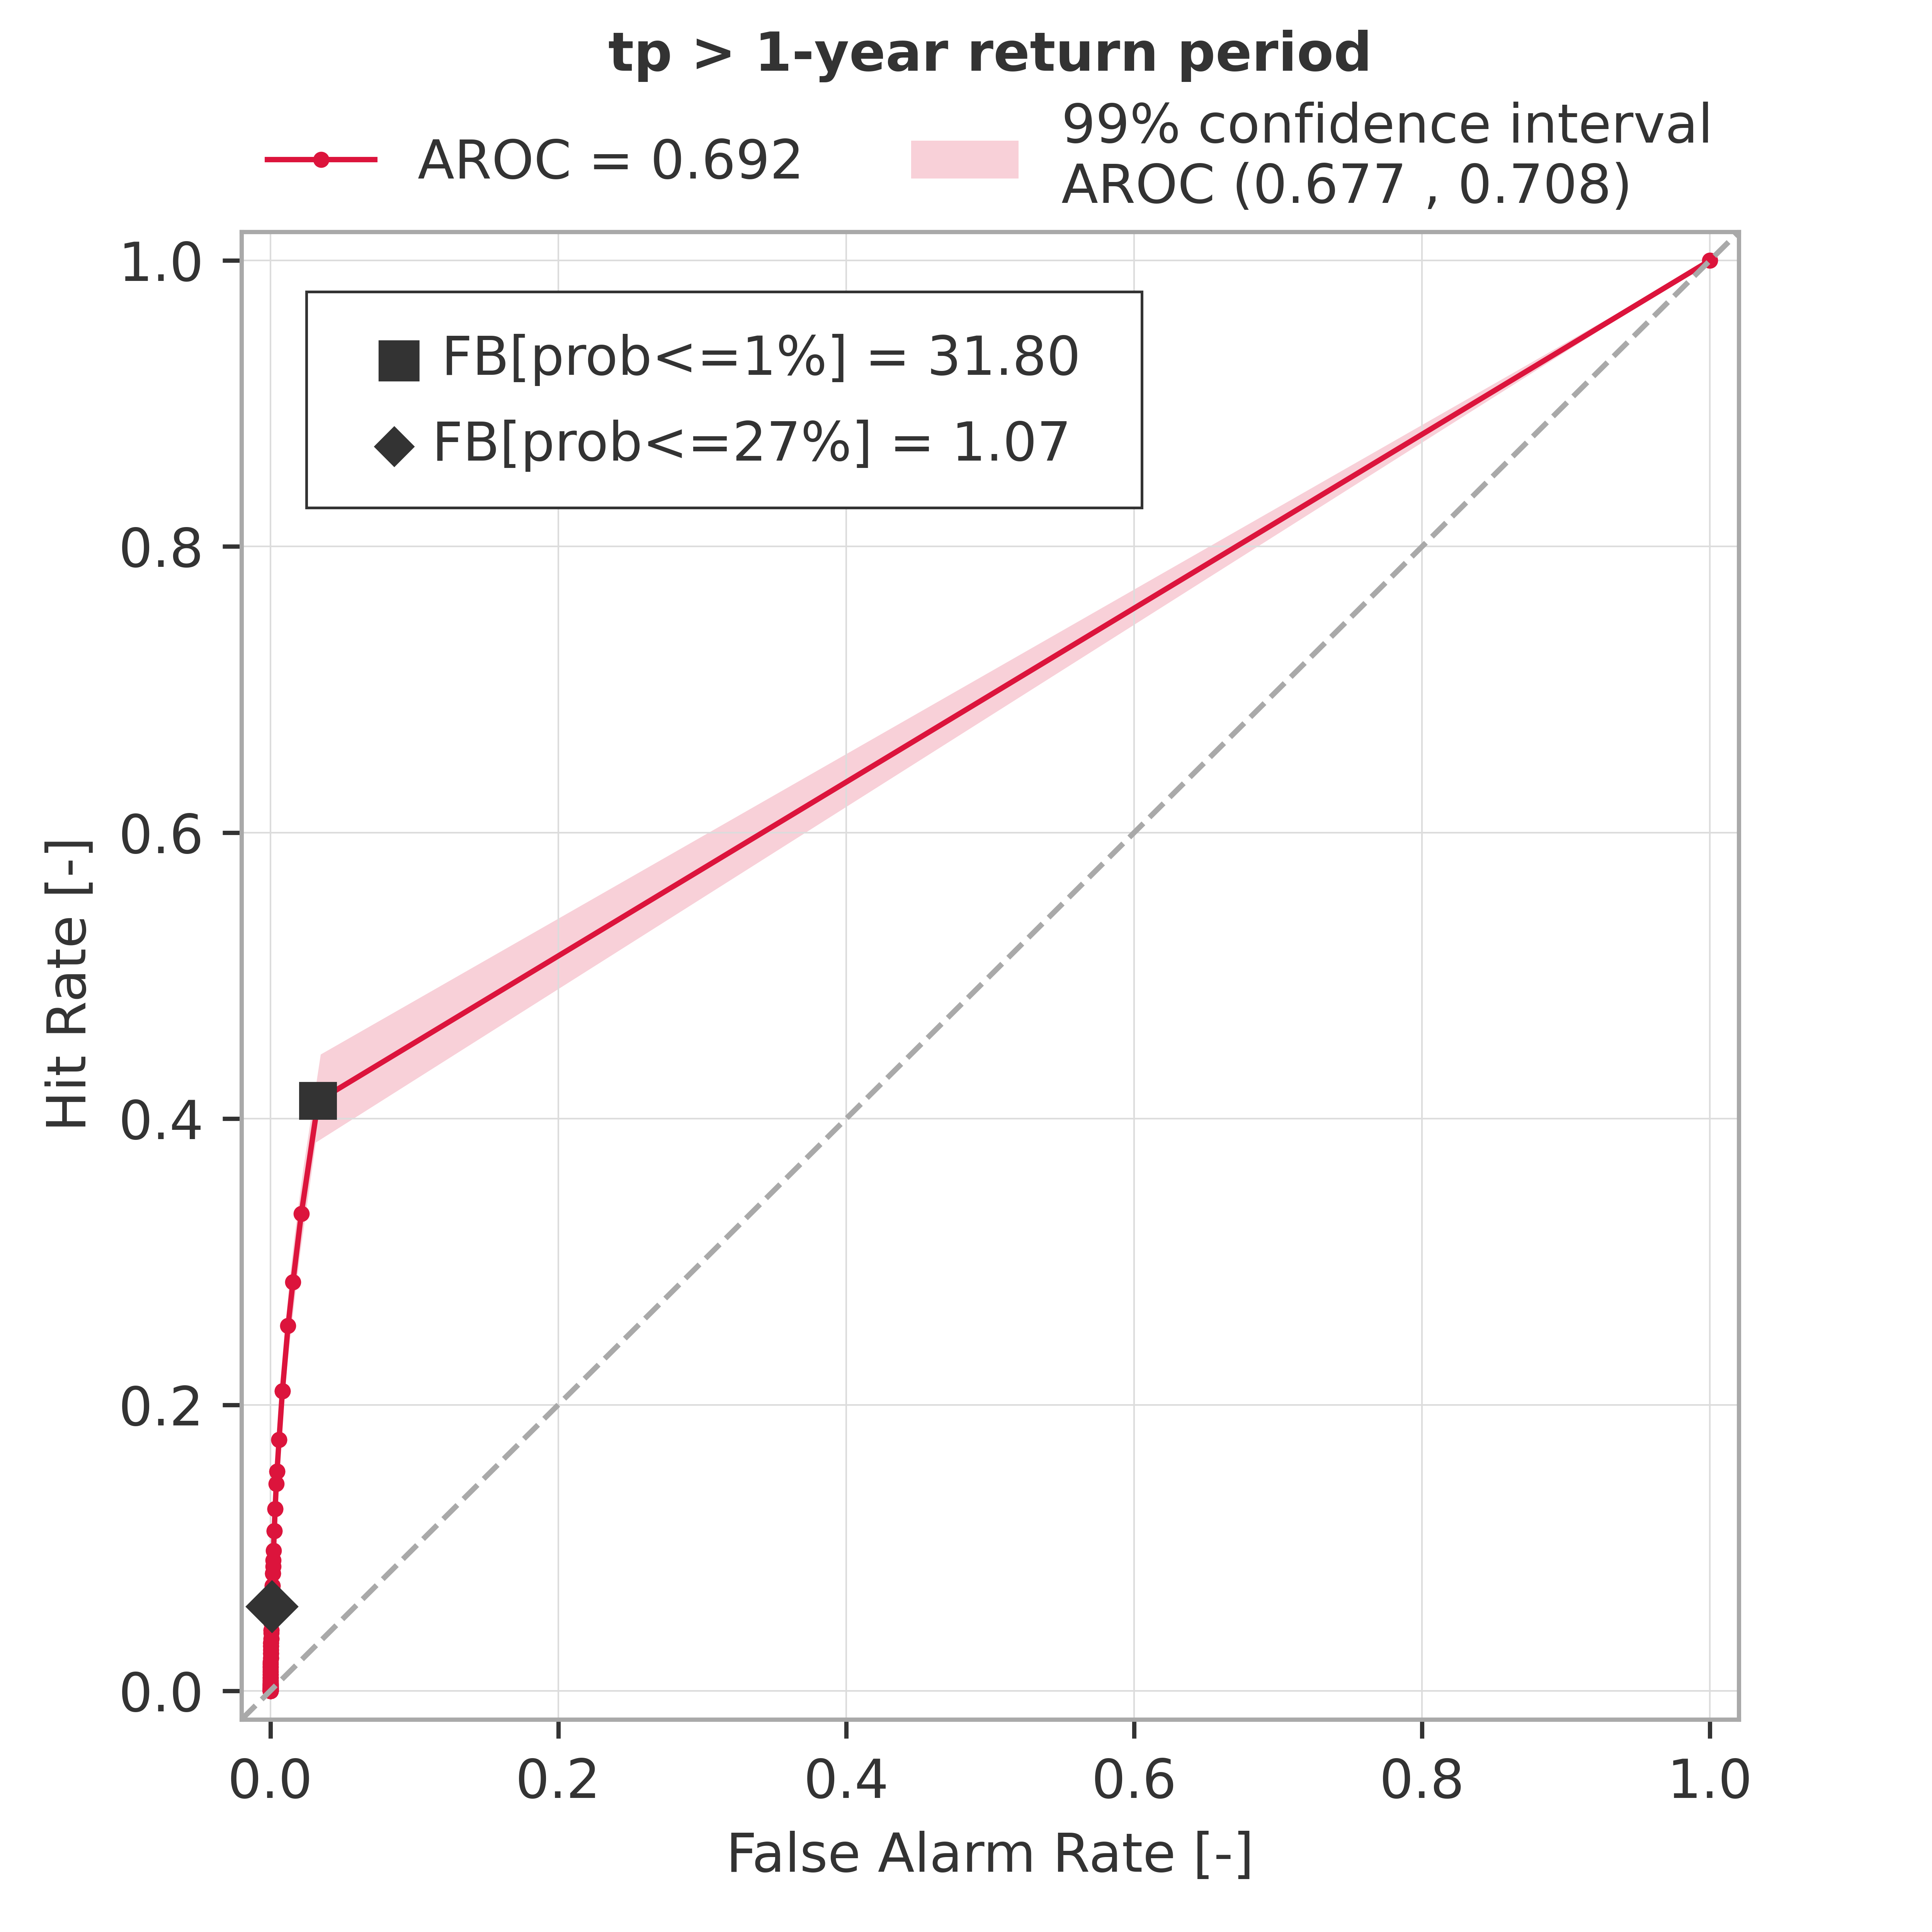 tp > 1-year return period
AROC = 0.692
99% confidence interval
AROC (0.677 , 0.708)
1.0
FB[prob<=1%] = 31.80
FB[prob<=27%] = 1.07
0.8
0.6
Hit Rate [-]
0.4
0.2
0.0
0.0 0.2 0.4 0.6 0.8 1.0
False Alarm Rate [-]